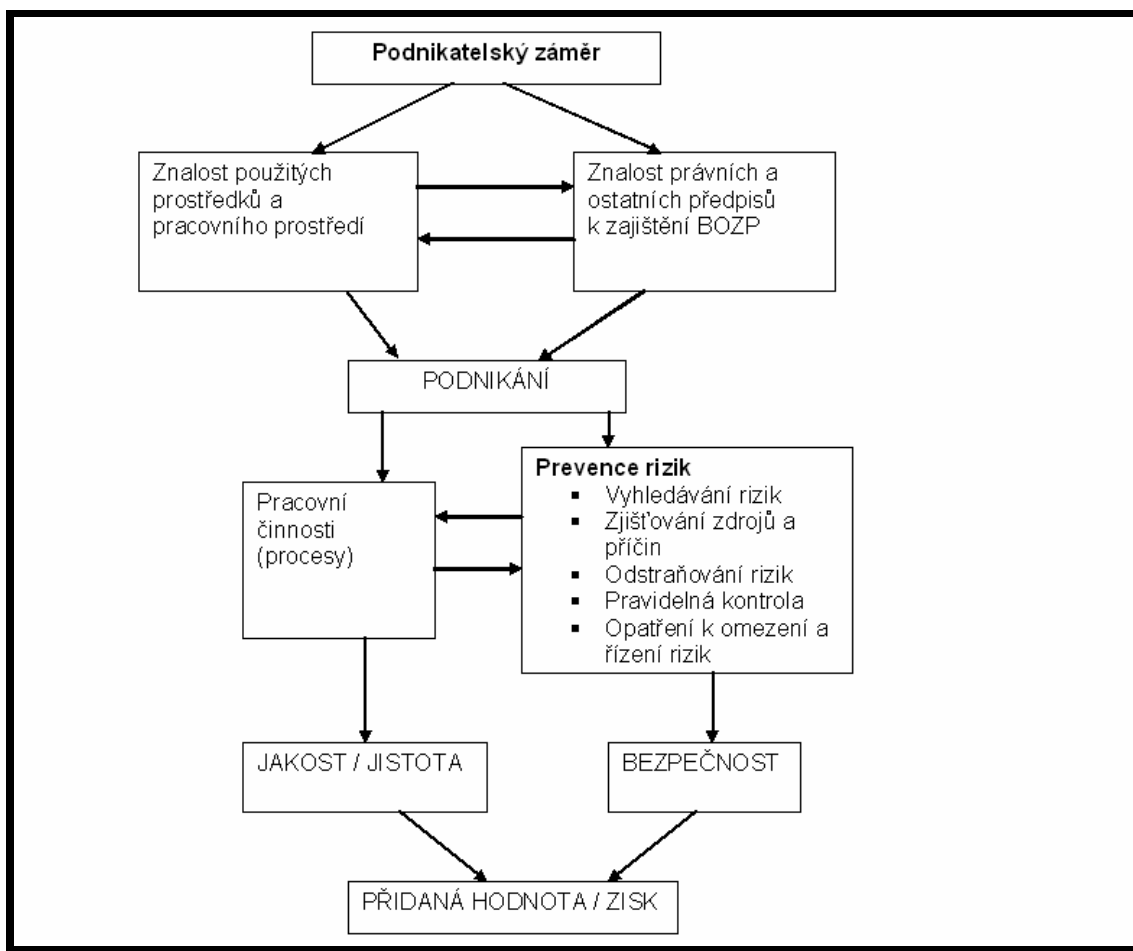 Podnikatelský záměr
Znalost použitých
prostředků a
pracovního prostředí
Znalost právních a
ostatních předpisů
k zajištění BOZP
PODNIKÁNÍ
Pracovní
činnosti
(procesy)
Prevence rizik
▪ Vyhledávání rizik
▪ Zjišťování zdrojů a
příčin
▪ Odstraňování rizik
▪ Pravidelná kontrola
▪ Opatření k omezení a
řízení rizik
JAKOST / JISTOTA
BEZPEČNOST
PŘIDANÁ HODNOTA / ZISK